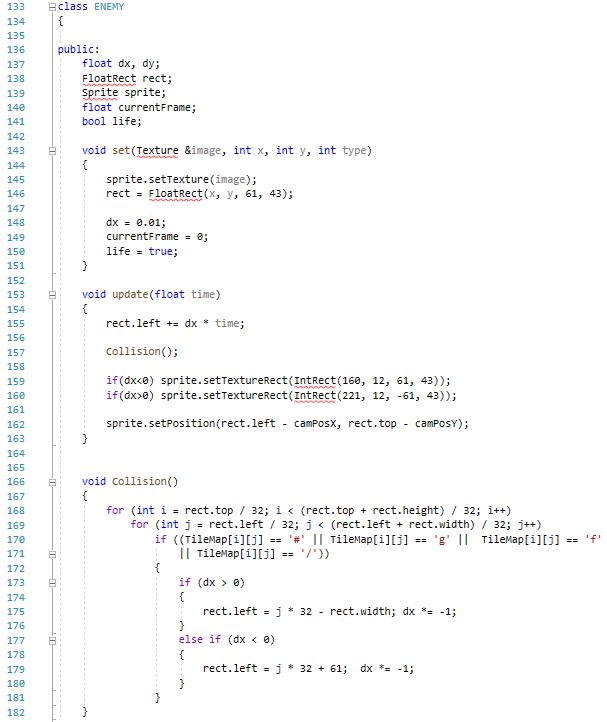 133 class ENEMY
134 {
135
136 public:
137     float dx, dy;
138     FloatRect rect;
139     Sprite sprite;
140     float currentFrame;
141     bool life;
142
143     void set(Texture &image, int x, int y, int type)
144     {
145         sprite.setTexture(image);
146         rect = FloatRect(x, y, 61, 43);
147
148         dx = 0.01;
149         currentFrame = 0;
150         life = true;
151     }
152
153     void update(float time)
154     {
155         rect.left += dx * time;
156
157         Collision();
158
159         if(dx<0) sprite.setTextureRect(IntRect(160, 12, 61, 43));
160         if(dx>0) sprite.setTextureRect(IntRect(221, 12, -61, 43));
161
162         sprite.setPosition(rect.left - camPosX, rect.top - camPosY);
163     }
164
165
166     void Collision()
167     {
168         for (int i = rect.top / 32; i < (rect.top + rect.height) / 32; i++)
169             for (int j = rect.left / 32; j < (rect.left + rect.width) / 32; j++)
170                 if ((TileMap[i][j] == '#' || TileMap[i][j] == 'g' ||  TileMap[i][j] == 'f'
171                     || TileMap[i][j] == '/'))
172                 {
173                     if (dx > 0)
174                     {
175                         rect.left = j * 32 - rect.width; dx *= -1;
176                     }
177                     else if (dx < 0)
178                     {
179                         rect.left = j * 32 + 61;  dx *= -1;
180                     }
181                 }
182     }